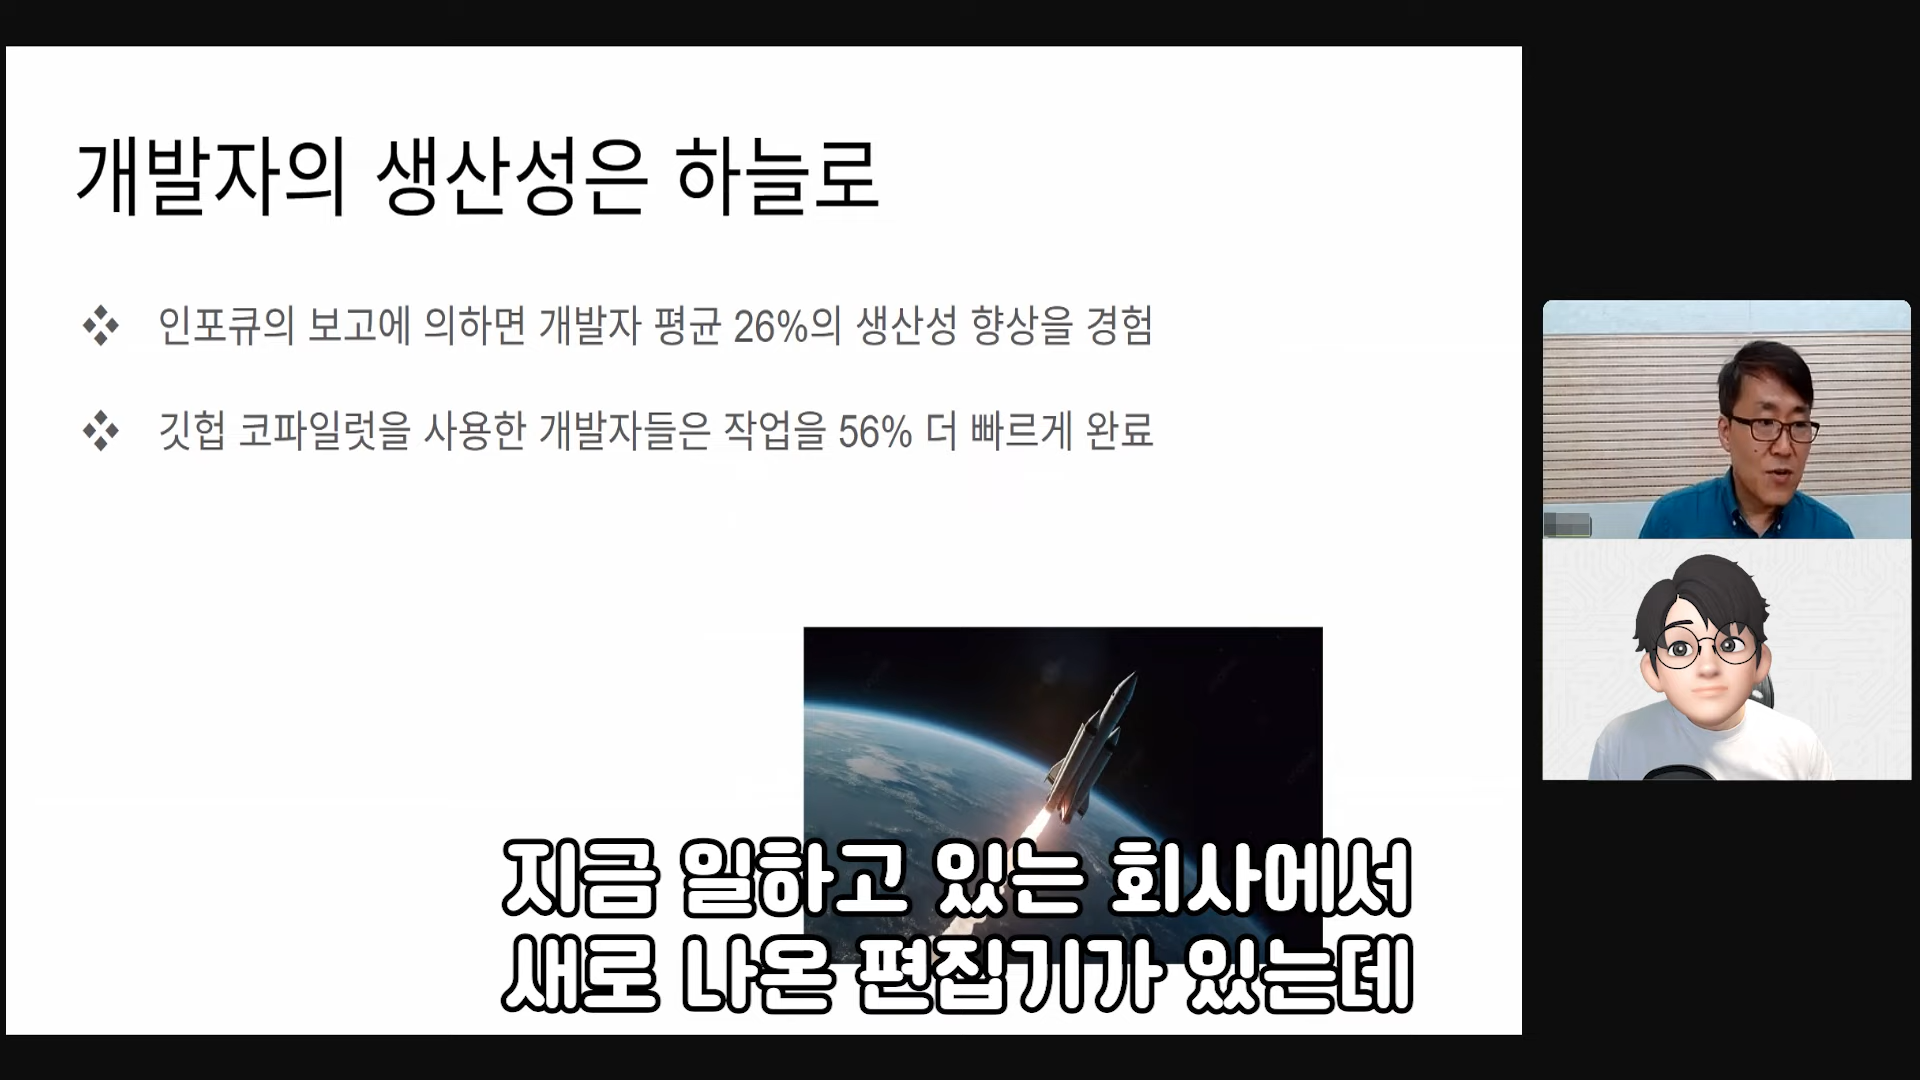 개발자의 생산성은 하늘로
❖ 인포큐의 보고에 의하면 개발자 평균 26%의 생산성 향상을 경험
❖ 깃헙 코파일럿을 사용한 개발자들은 작업을 56% 더 빠르게 완료
지금 일하고 있는 회사에서
새로 나온 편집기가 있는데